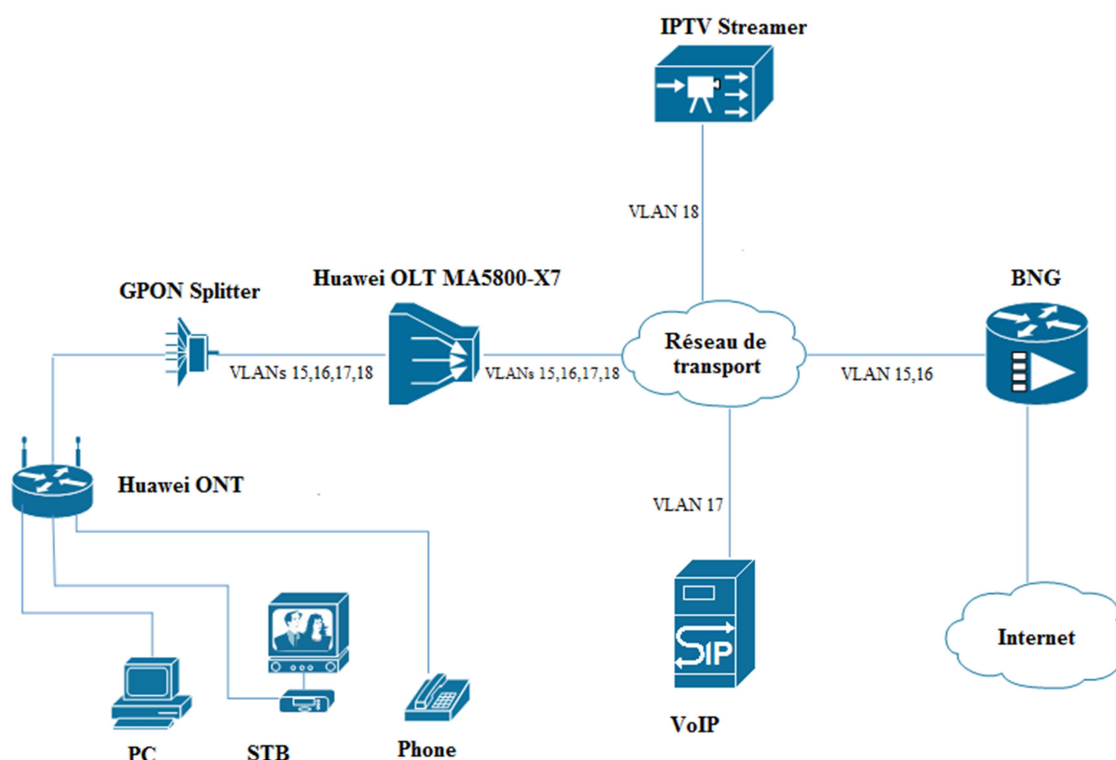 IPTV Streamer
VLAN 18
Huawei OLT MA5800-X7
GPON Splitter
BNG
Réseau de
transport
VLANs 15,16,17,18
VLANs 15,16,17,18
VLAN 15,16
Huawei ONT
VLAN 17
SIP
Internet
VoIP
PC
STB
Phone